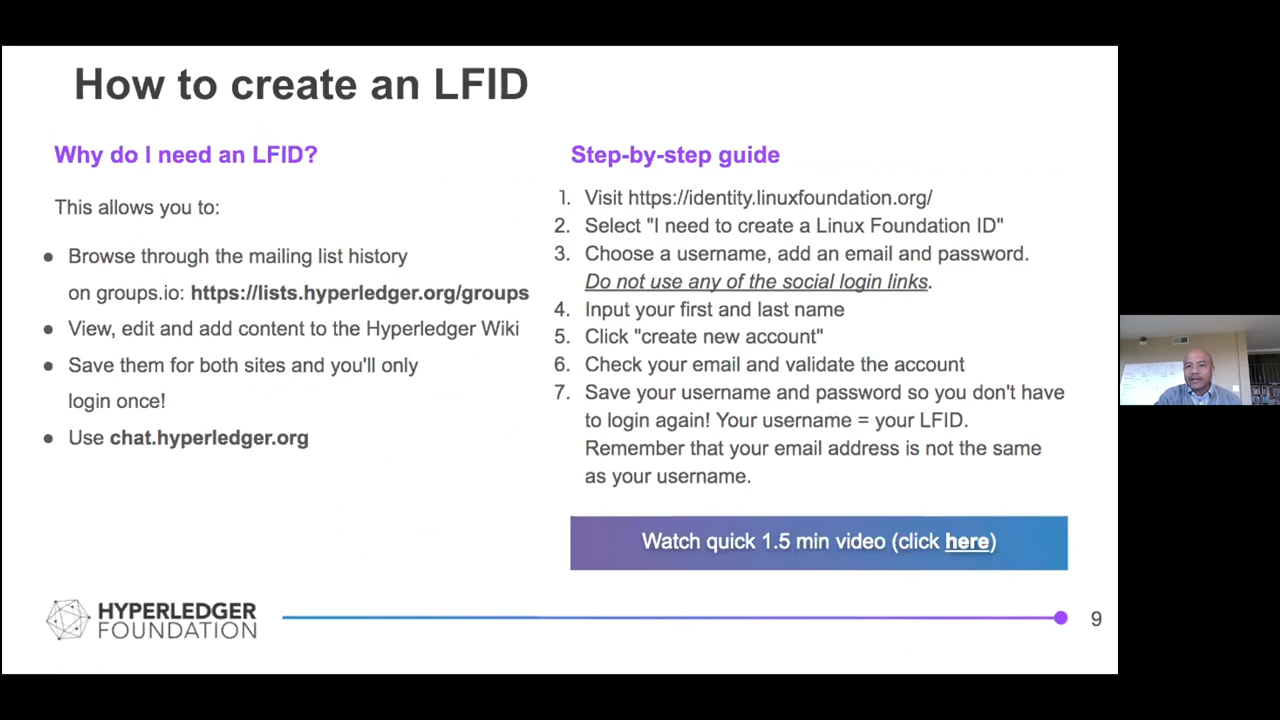 How to create an LFID
Why do I need an LFID?
This allows you to:
● Browse through the mailing list history
on groups.io: https://lists.hyperledger.org/groups
● View, edit and add content to the Hyperledger Wiki
● Save them for both sites and you'll only
login once!
● Use chat.hyperledger.org
Step-by-step guide
1. Visit https://identity.linuxfoundation.org/
2. Select "I need to create a Linux Foundation ID"
3. Choose a username, add an email and password.
Do not use any of the social login links.
4. Input your first and last name
5. Click "create new account"
6. Check your email and validate the account
7. Save your username and password so you don't have
to login again! Your username = your LFID.
Remember that your email address is not the same
as your username.
Watch quick 1.5 min video (click here)
HYPERLEDGER
FOUNDATION
9